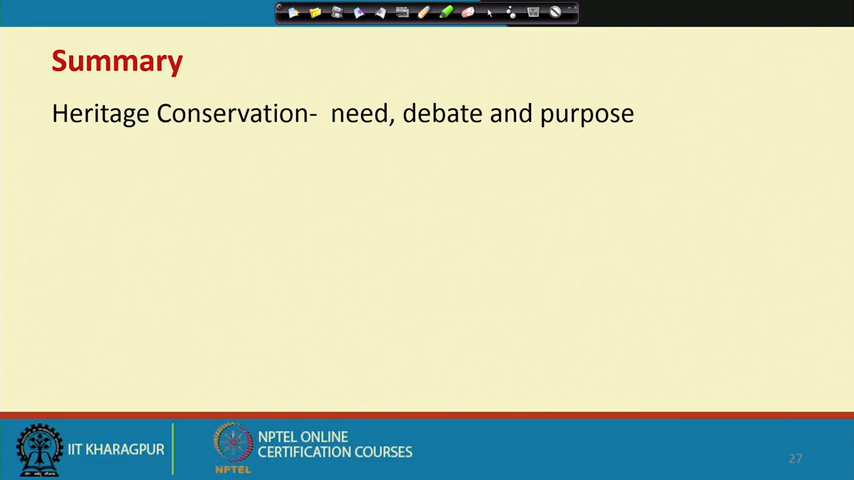 Summary
Heritage Conservation-  need, debate and purpose
IIT KHARAGPUR
NPTEL
NPTEL ONLINE
CERTIFICATION COURSES
27